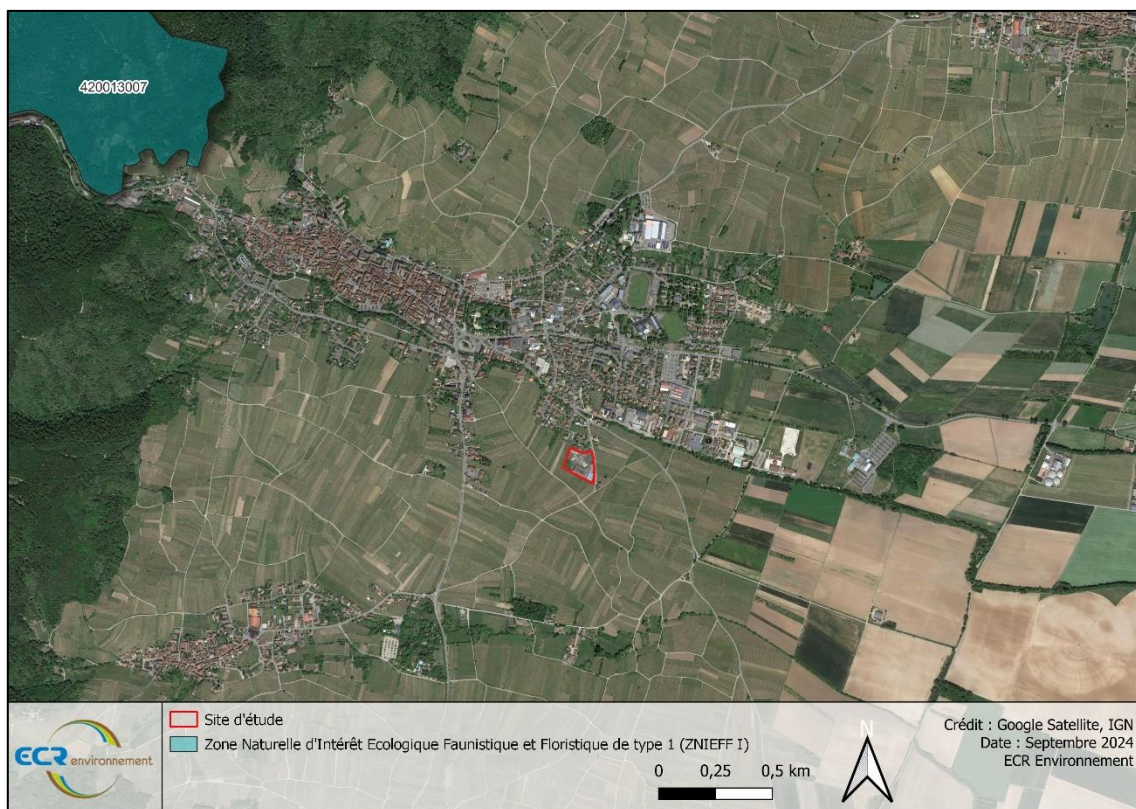 420013007
ECR environnement
Site d'étude
Zone Naturelle d'Intérêt Ecologique Faunistique et Floristique de type 1 (ZNIEFF I)
0 0,25 0,5 km
N
Crédit : Google Satellite, IGN
Date : Septembre 2024
ECR Environnement